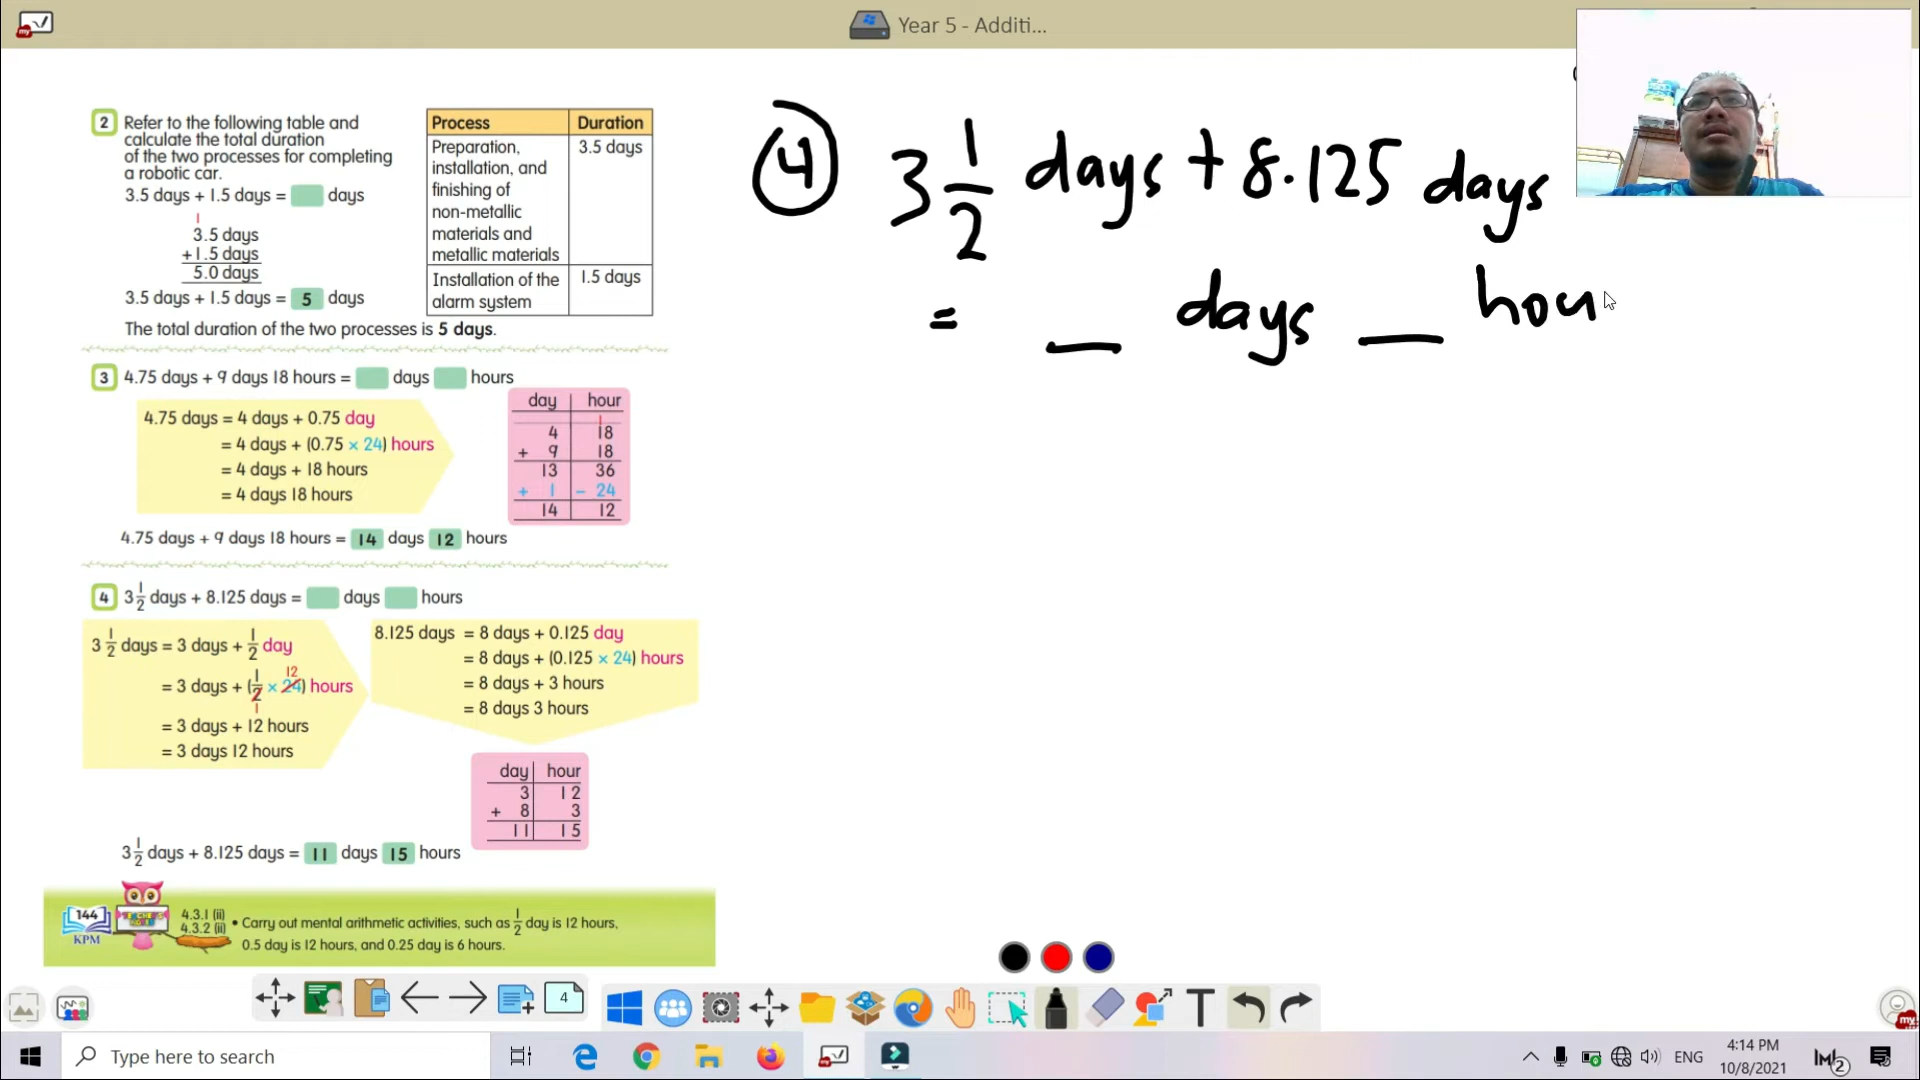 Year 5 - Additi...
2 Refer to the following table and
calculate the total duration
of the two processes for completing
a robotic car.
3.5 days + 1.5 days = days
1
3.5 days
+1.5 days
5.0 days
3.5 days + 1.5 days = 5 days
The total duration of the two processes is 5 days.
Process Duration
Preparation, 3.5 days
installation, and
finishing of
non-metallic
materials and
metallic materials
Installation of the 1.5 days
alarm system
3 4.75 days + 9 days 18 hours = days hours
4.75 days = 4 days + 0.75 day
= 4 days + (0.75 × 24) hours
= 4 days + 18 hours
= 4 days 18 hours
day hour
1
4 18
+ 9 18
13 36
+ 1 − 24
14 12
4.75 days + 9 days 18 hours = 14 days 12 hours
4 3 1/2 days + 8.125 days = days hours
3 1/2 days = 3 days + 1/2 day
= 3 days + (1/2 × 24) hours
12
1
= 3 days + 12 hours
= 3 days 12 hours
8.125 days = 8 days + 0.125 day
= 8 days + (0.125 × 24) hours
= 8 days + 3 hours
= 8 days 3 hours
day hour
3 12
+ 8 3
11 15
3 1/2 days + 8.125 days = 11 days 15 hours
144
KPM
4.3.1 (ii)
4.3.2 (ii)
• Carry out mental arithmetic activities, such as 1/2 day is 12 hours,
0.5 day is 12 hours, and 0.25 day is 6 hours.
4 3 1/2 days + 8.125 days
= _ days _ hour
4
T
Type here to search
ENG
4:14 PM
10/8/2021
2